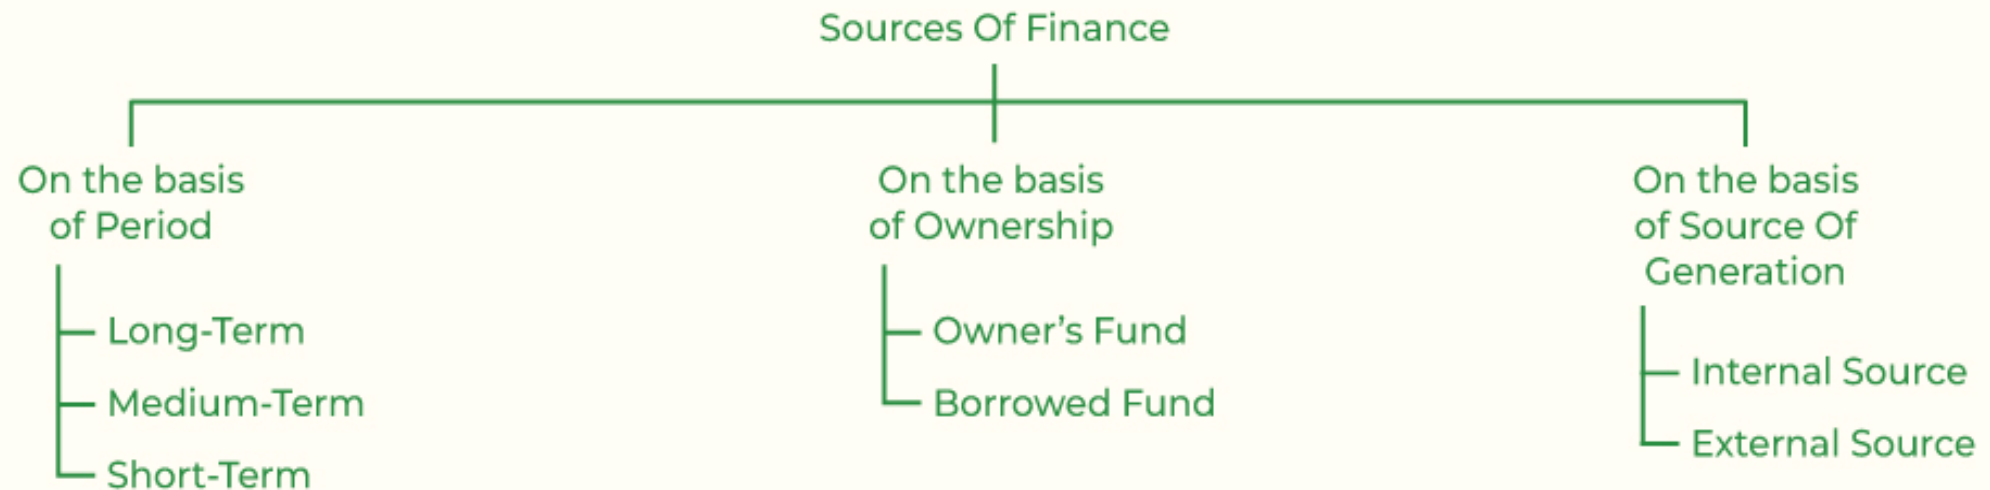 Sources Of Finance
On the basis
of Period
Long-Term
Medium-Term
Short-Term
On the basis
of Ownership
Owner’s Fund
Borrowed Fund
On the basis
of Source Of
Generation
Internal Source
External Source